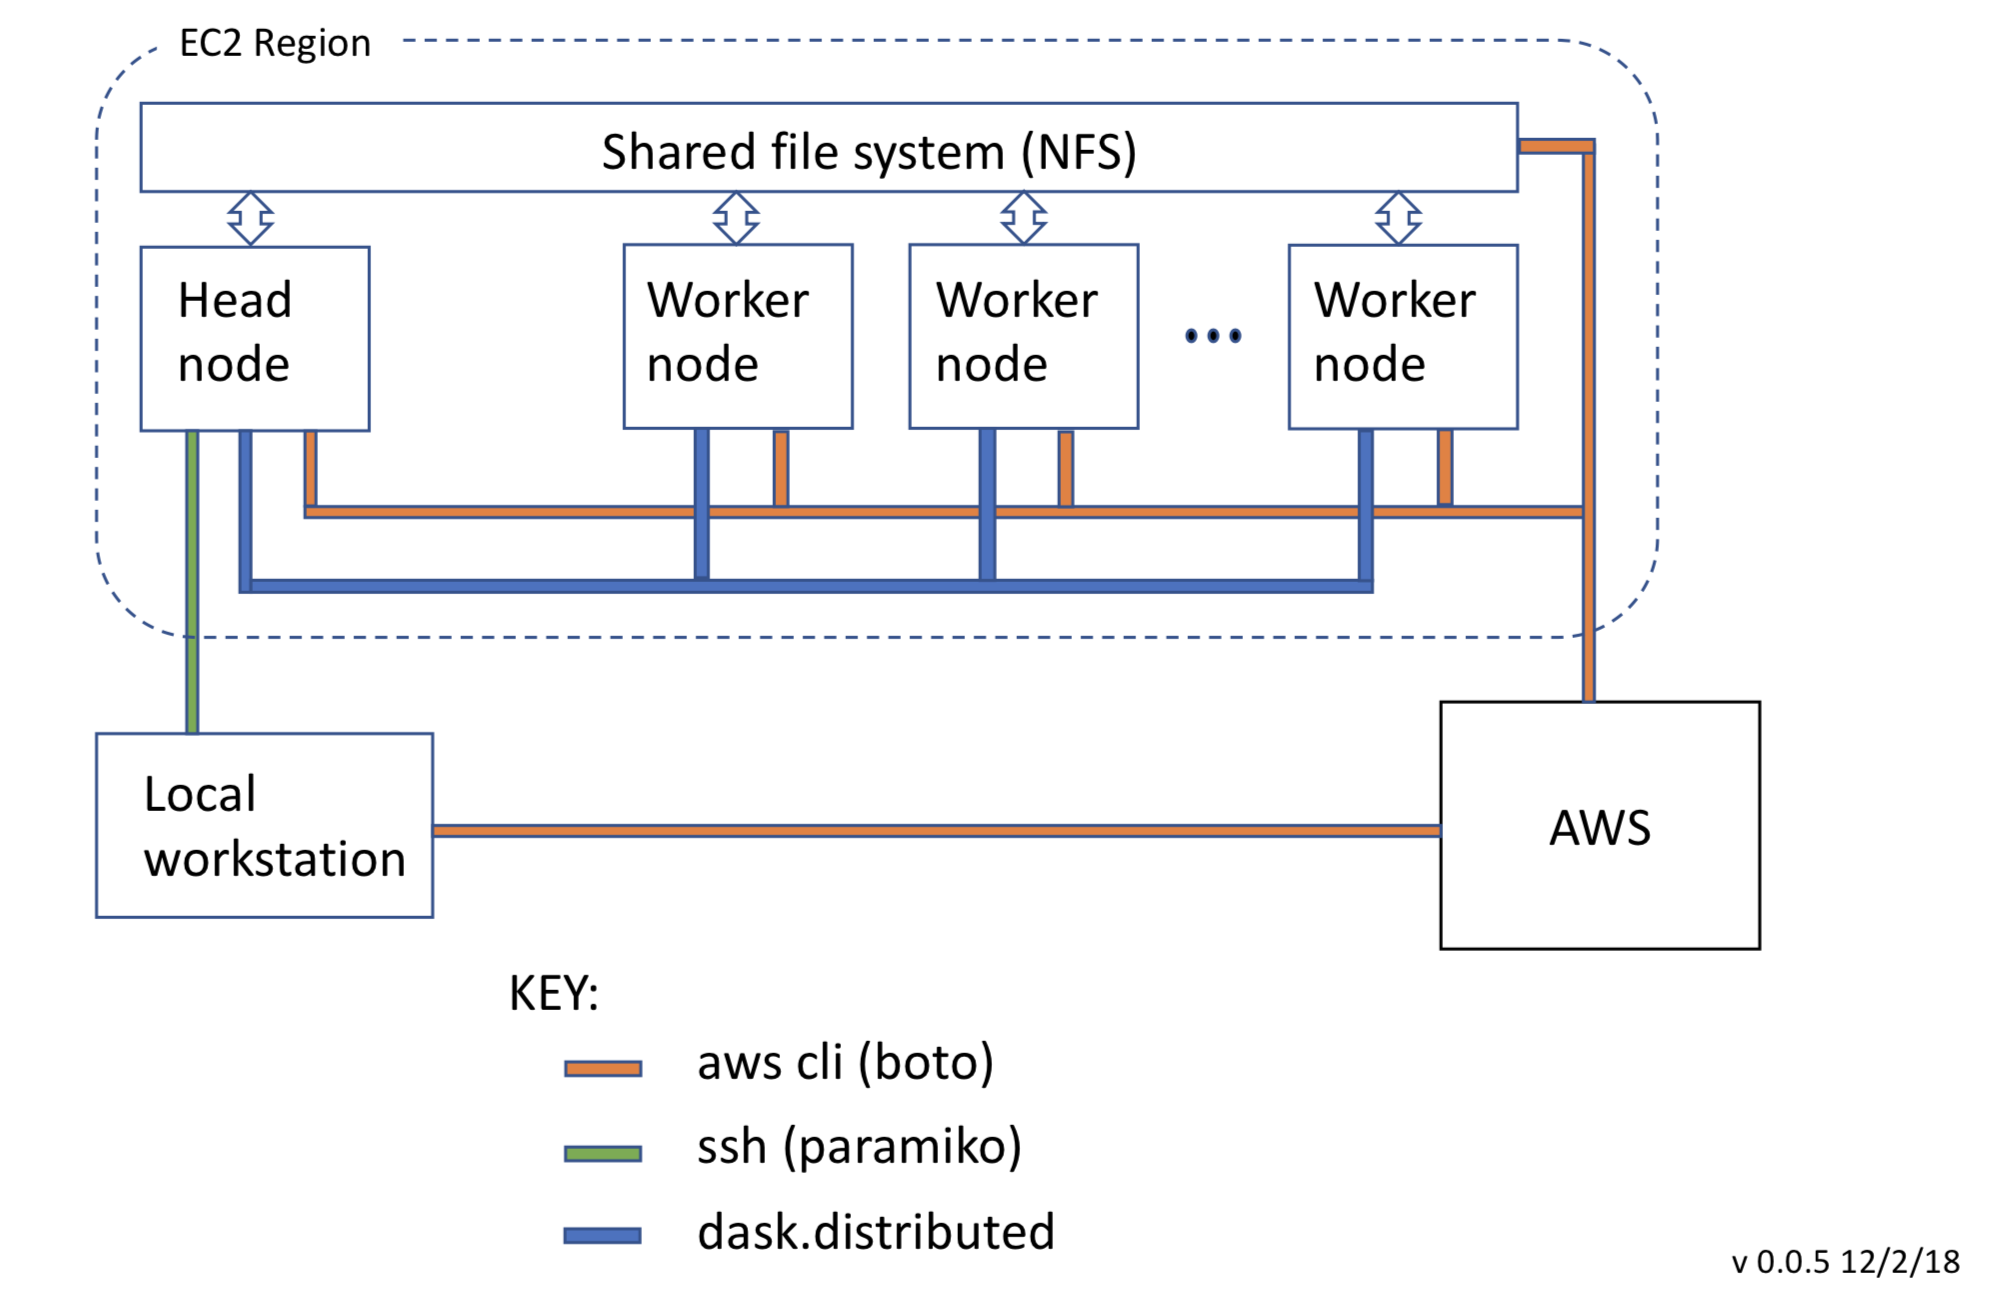 EC2 Region
Shared file system (NFS)
Head
node
Worker
node
Worker
node
Worker
node
Local
workstation
AWS
KEY:
aws cli (boto)
ssh (paramiko)
dask.distributed
v 0.0.5 12/2/18